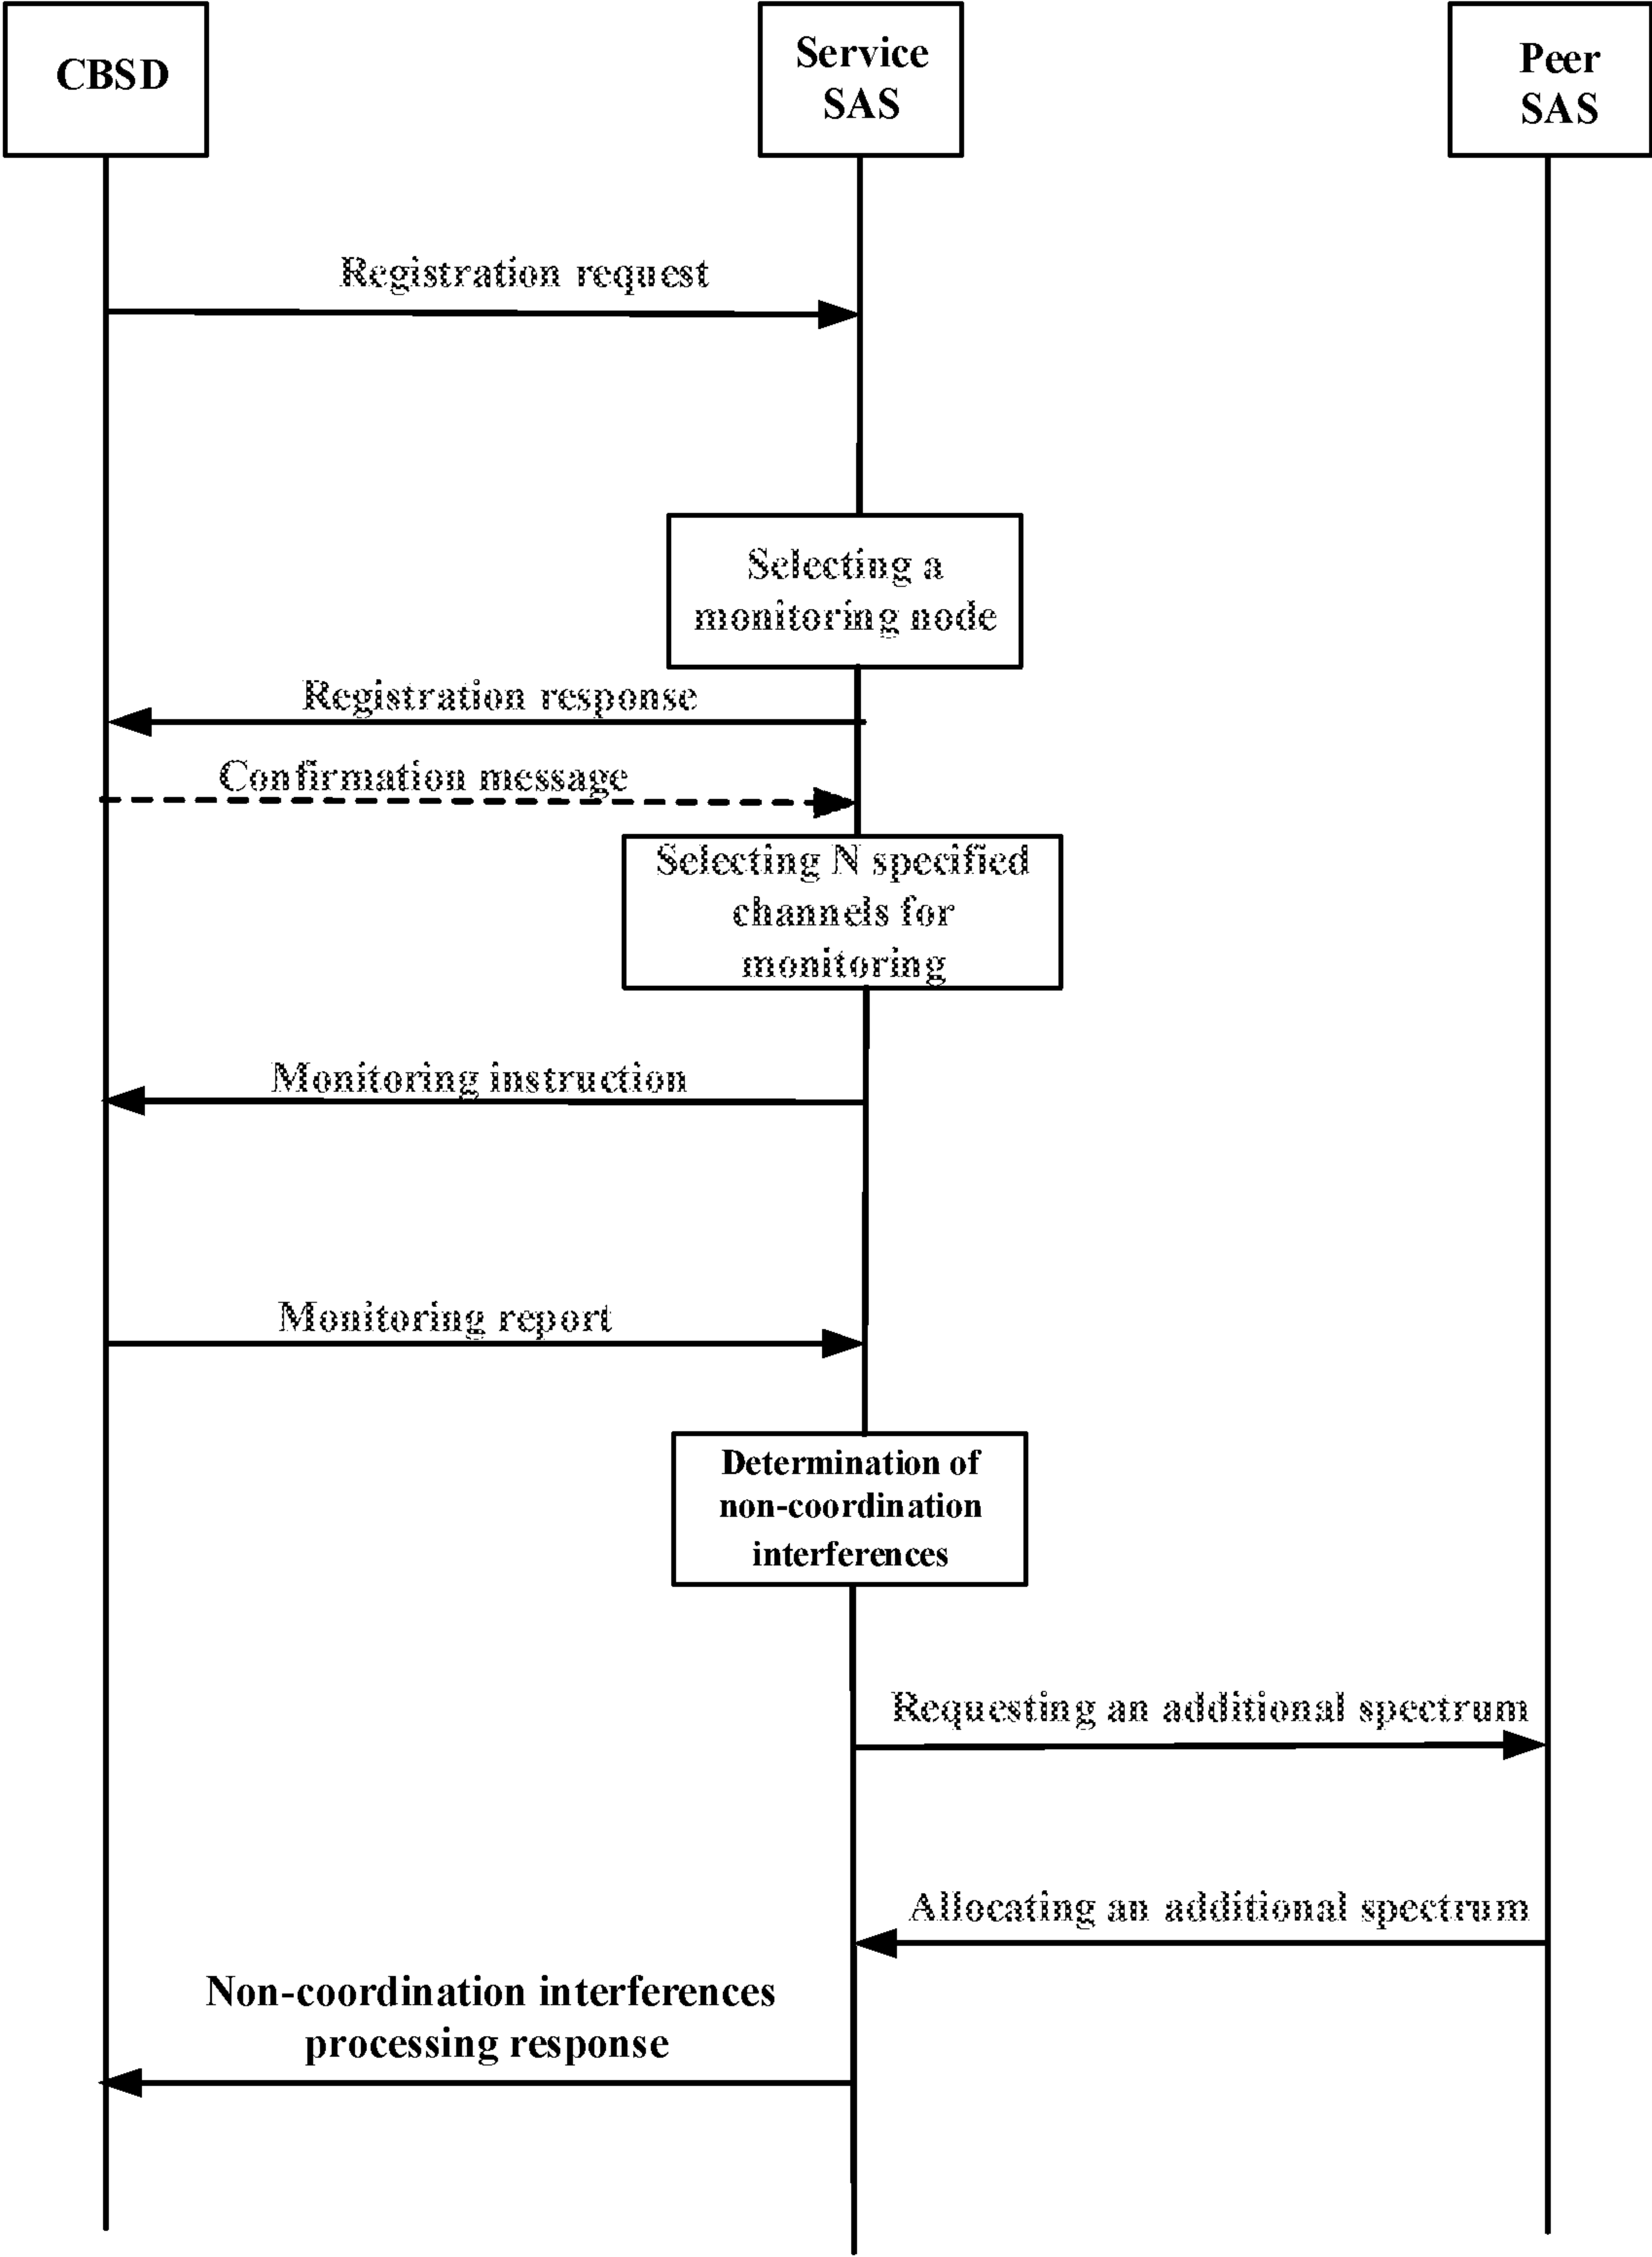 CBSD
Service
SAS
Peer
SAS
Registration request
Selecting a
monitoring node
Registration response
Confirmation message
Selecting N specified
channels for
monitoring
Monitoring instruction
Monitoring report
Determination of
non-coordination
interferences
Requesting an additional spectrum
Allocating an additional spectrum
Non-coordination interferences
processing response